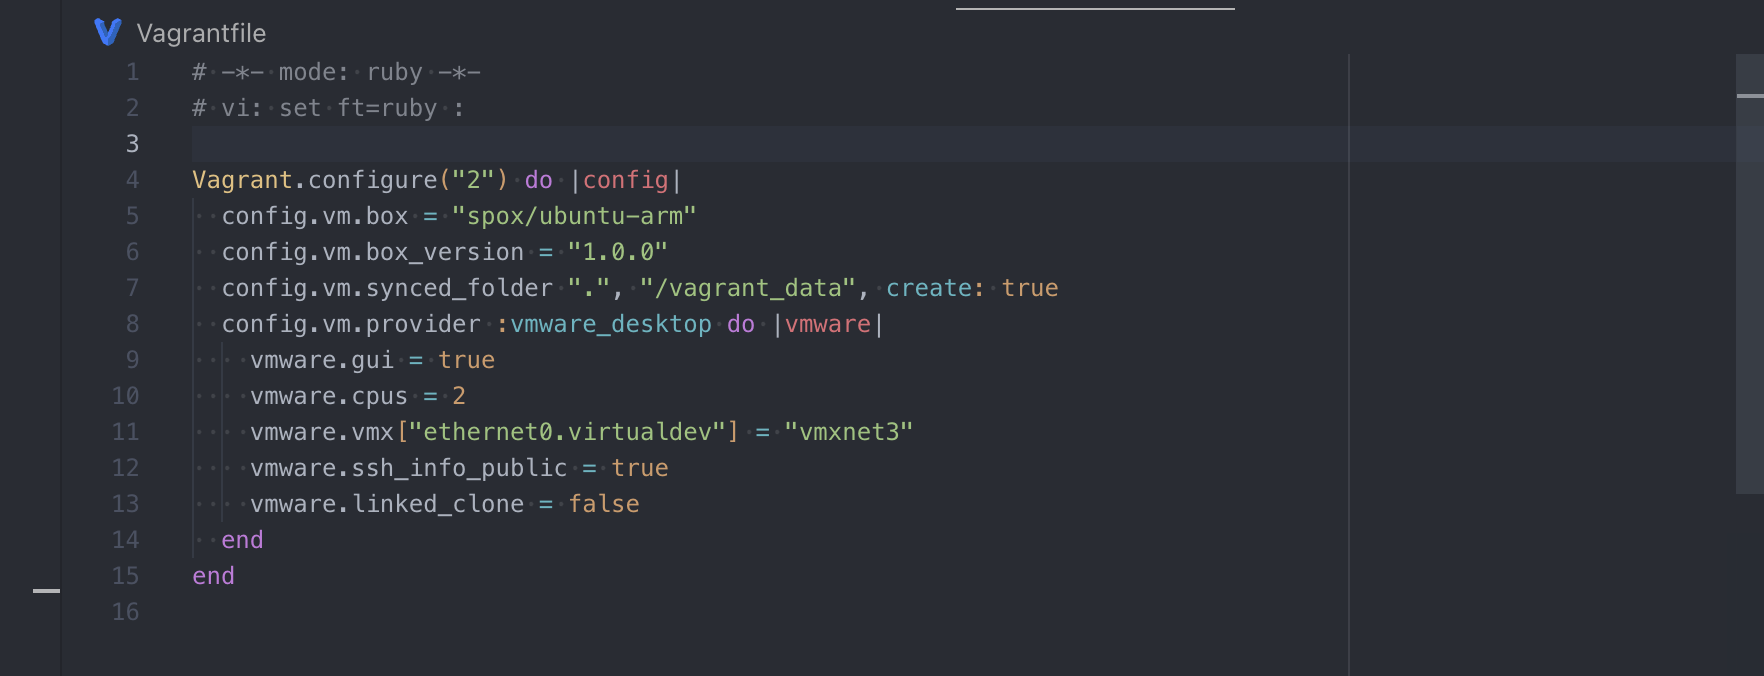 Vagrantfile
1 # -*- mode: ruby -*-
2 # vi: set ft=ruby :
3
4 Vagrant.configure("2") do |config|
5   config.vm.box = "spox/ubuntu-arm"
6   config.vm.box_version = "1.0.0"
7   config.vm.synced_folder ".", "/vagrant_data", create: true
8   config.vm.provider :vmware_desktop do |vmware|
9     vmware.gui = true
10     vmware.cpus = 2
11     vmware.vmx["ethernet0.virtualdev"] = "vmxnet3"
12     vmware.ssh_info_public = true
13     vmware.linked_clone = false
14   end
15 end
16